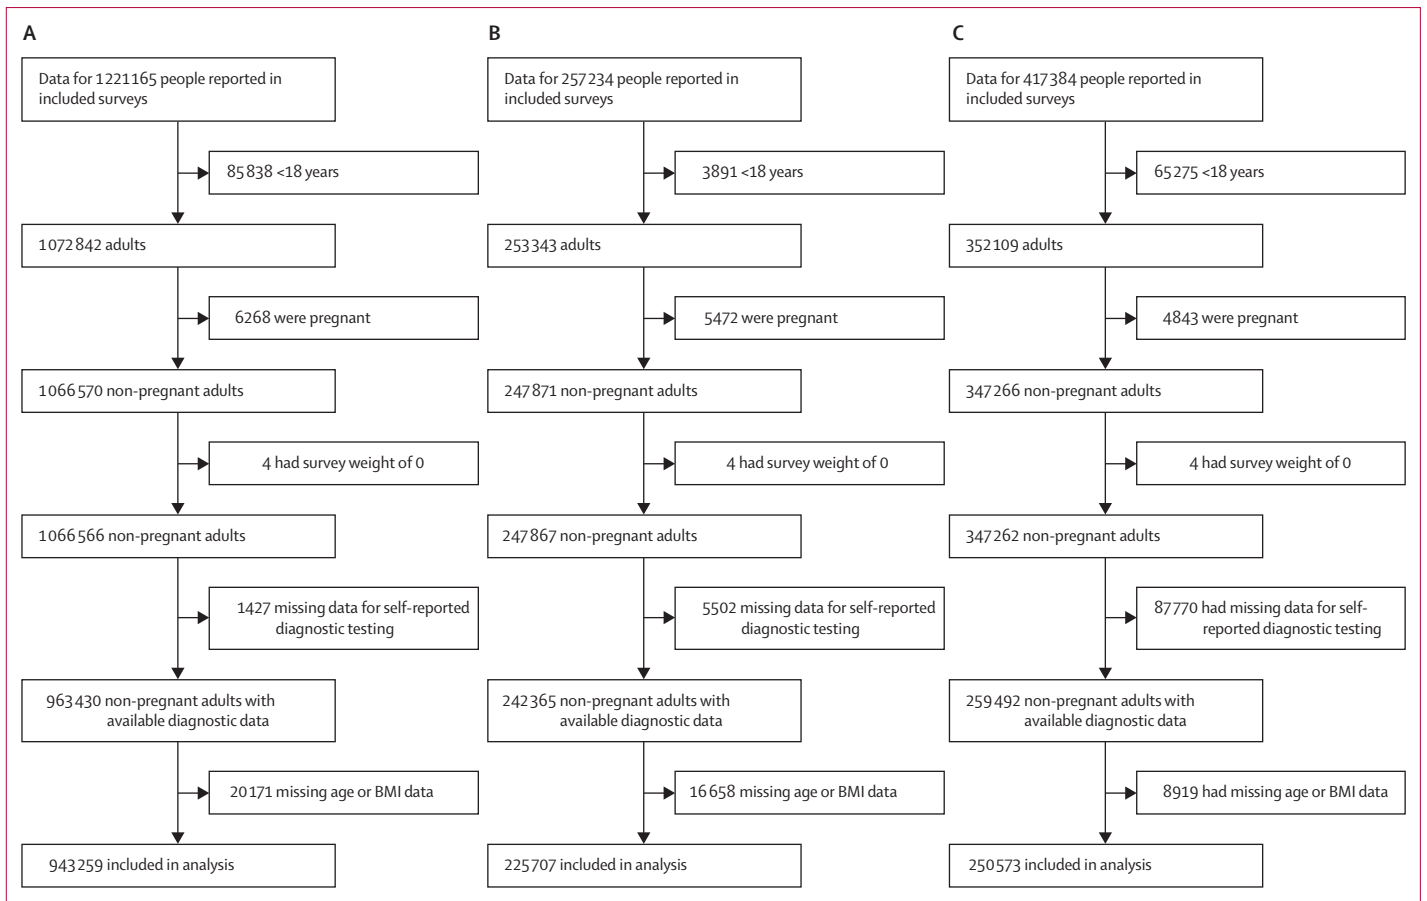 A
Data for 1221165 people reported in
included surveys
85838 <18 years
1072842 adults
6268 were pregnant
1066570 non-pregnant adults
4 had survey weight of 0
1066566 non-pregnant adults
1427 missing data for self-reported
diagnostic testing
963430 non-pregnant adults with
available diagnostic data
20171 missing age or BMI data
943259 included in analysis
B
Data for 257234 people reported in
included surveys
3891 <18 years
253343 adults
5472 were pregnant
247871 non-pregnant adults
4 had survey weight of 0
247867 non-pregnant adults
5502 missing data for self-reported
diagnostic testing
242365 non-pregnant adults with
available diagnostic data
16658 missing age or BMI data
225707 included in analysis
C
Data for 417384 people reported in
included surveys
65275 <18 years
352109 adults
4843 were pregnant
347266 non-pregnant adults
4 had survey weight of 0
347262 non-pregnant adults
87770 had missing data for self-
reported diagnostic testing
259492 non-pregnant adults with
available diagnostic data
8919 had missing age or BMI data
250573 included in analysis